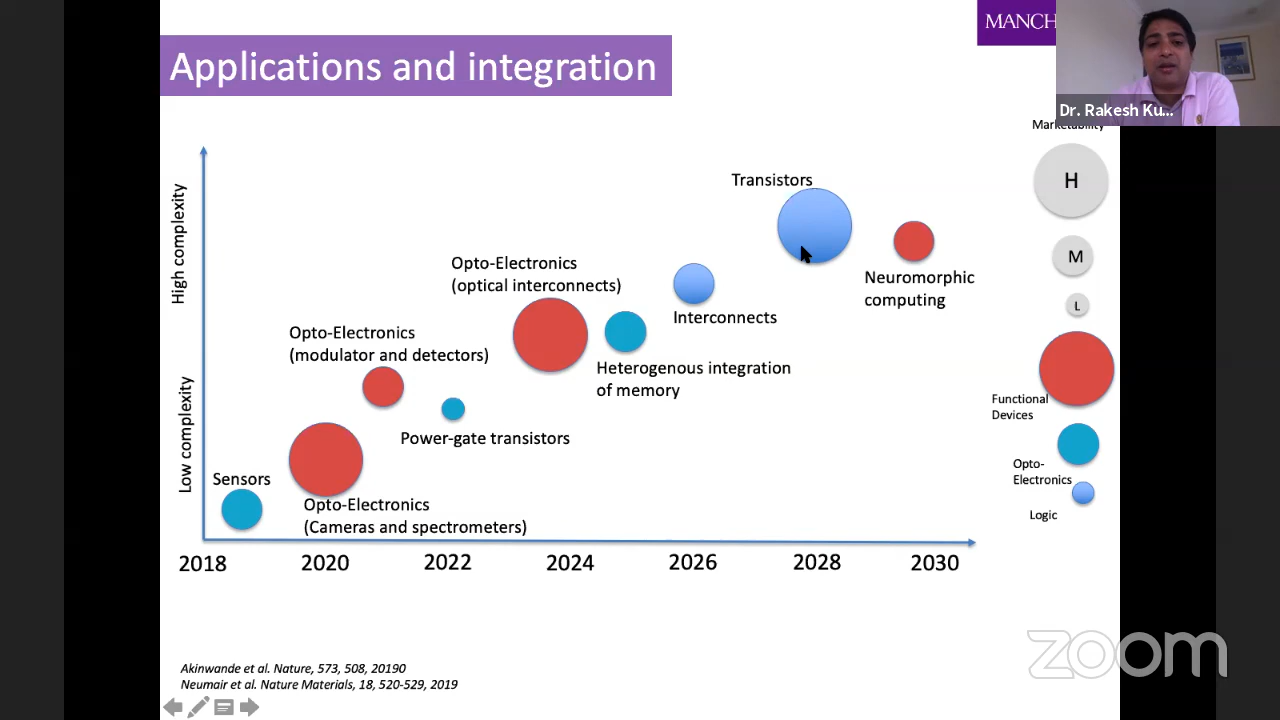 MANCH
Applications and integration
Dr. Rakesh Ku...
Marketability
H
M
L
Functional
Devices
Opto-
Electronics
Logic
High complexity
Low complexity
Transistors
Neuromorphic
computing
Opto-Electronics
(optical interconnects)
Interconnects
Opto-Electronics
(modulator and detectors)
Heterogenous integration
of memory
Power-gate transistors
Sensors
Opto-Electronics
(Cameras and spectrometers)
2018 2020 2022 2024 2026 2028 2030
Akinwande et al. Nature, 573, 508, 20190
Neumair et al. Nature Materials, 18, 520-529, 2019
zoom